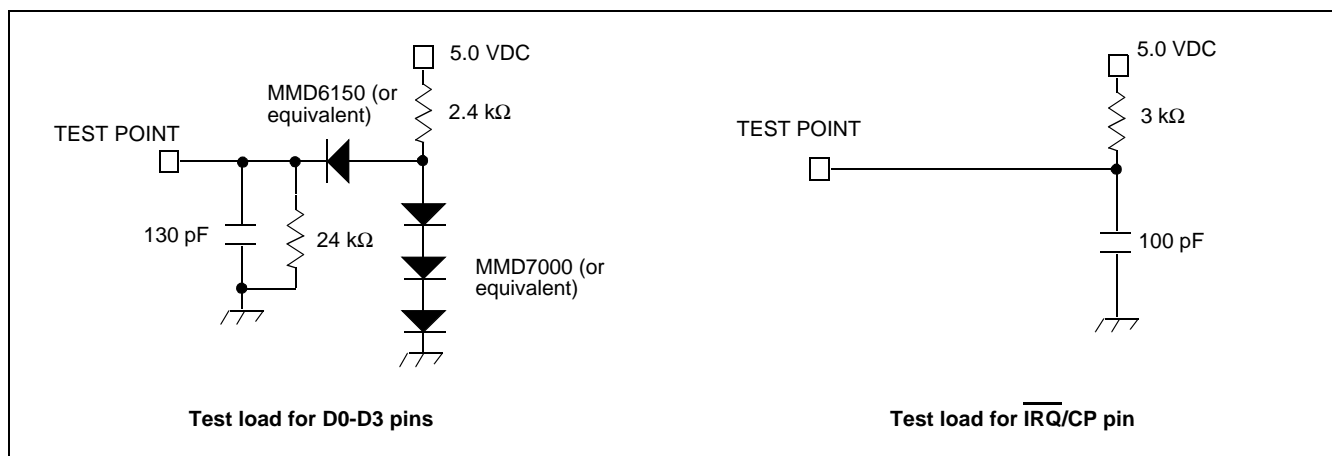 5.0 VDC
MMD6150 (or
equivalent)
2.4 kΩ
TEST POINT
130 pF
24 kΩ
MMD7000 (or
equivalent)
Test load for D0-D3 pins
5.0 VDC
3 kΩ
TEST POINT
100 pF
Test load for IRQ/CP pin